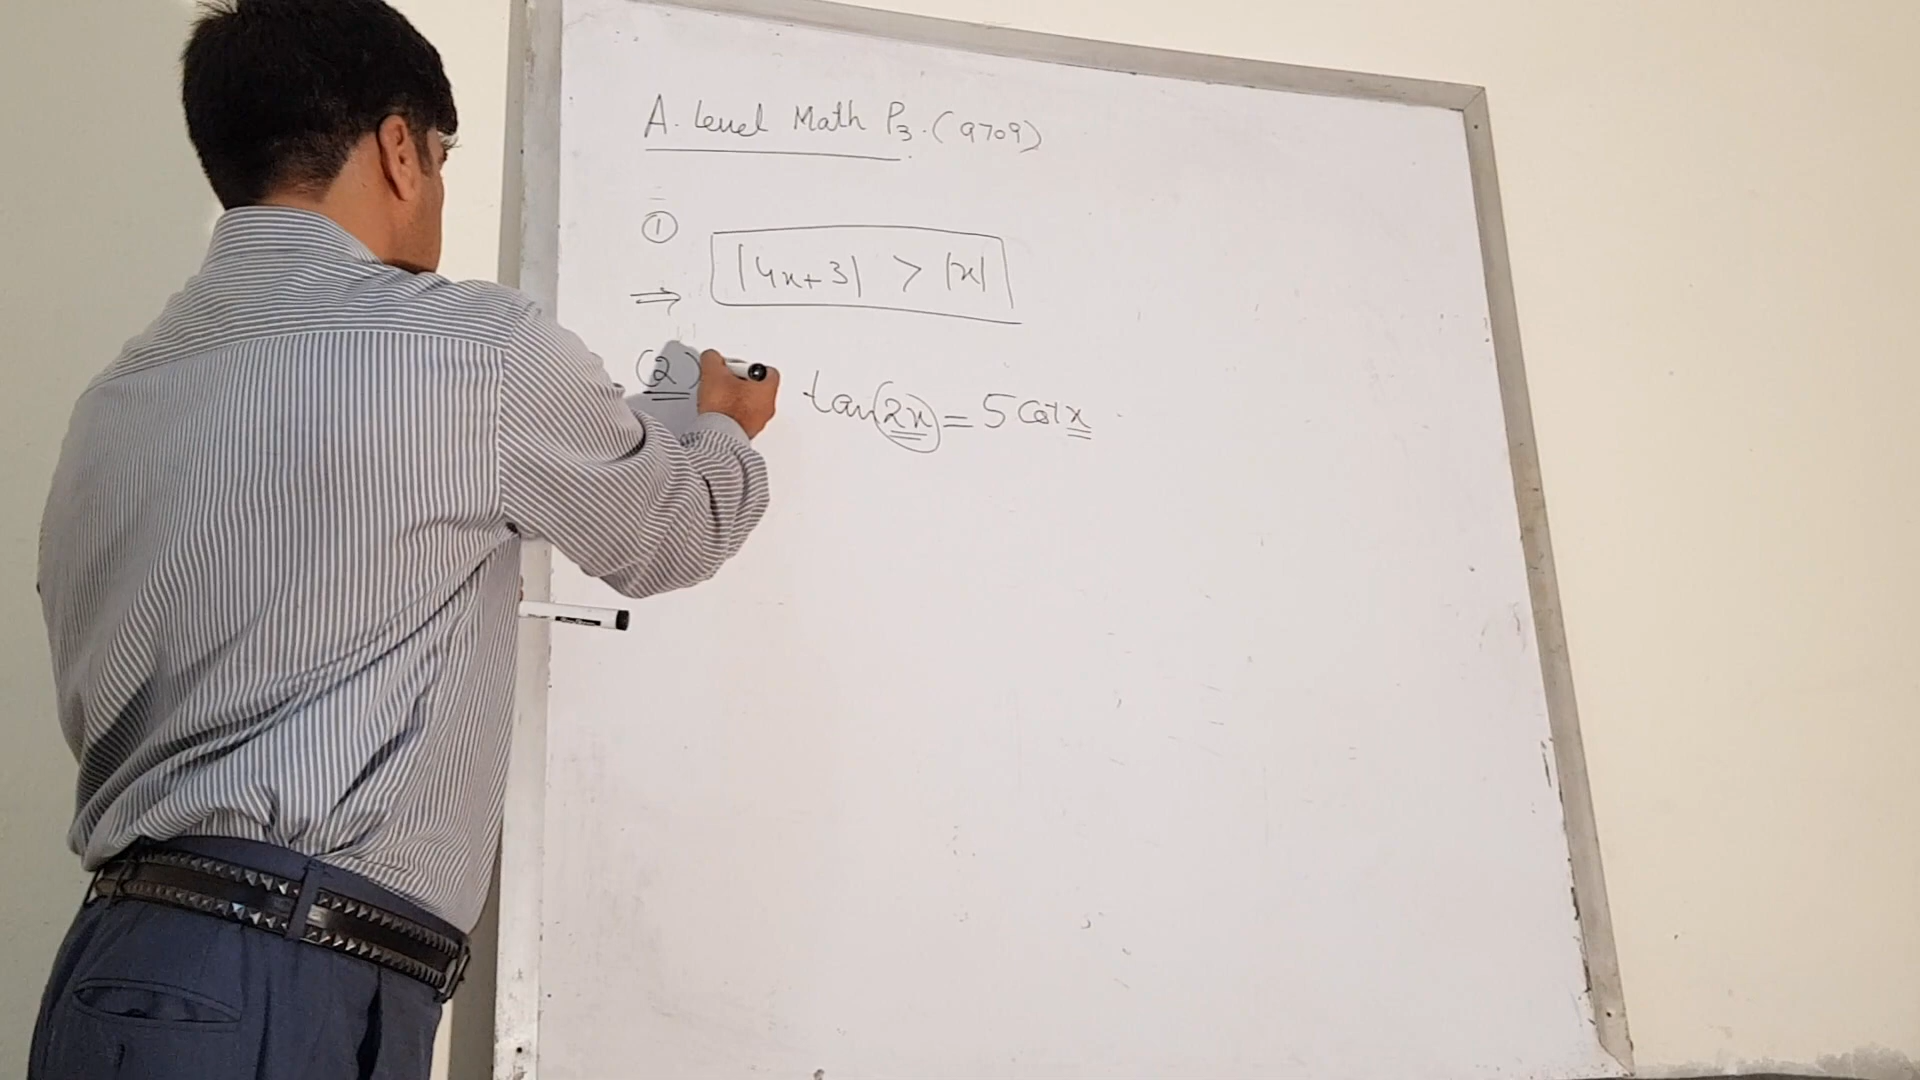 A. Level Math P3. (9709)
①
|4x+3| > |x|
⇒
(2)
tan(2x) = 5 Cot x